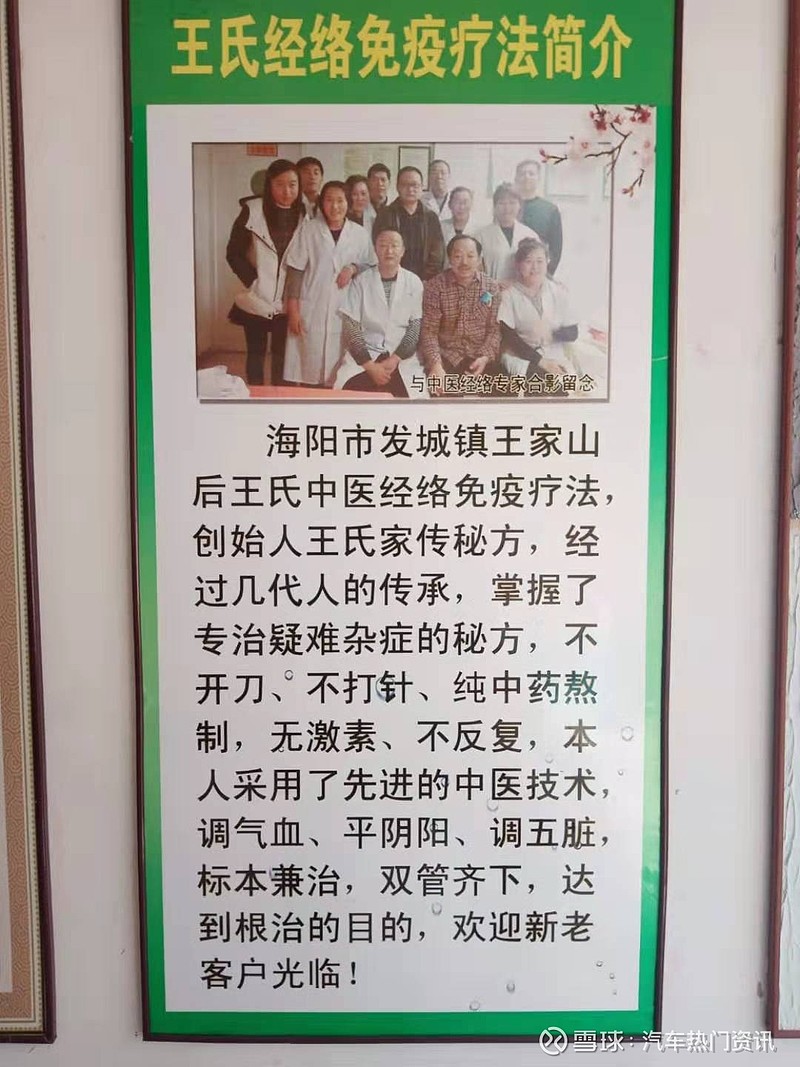 王氏经络免疫疗法简介
与中医经络专家合影留念
海阳市发城镇王家山
后王氏中医经络免疫疗法，
创始人王氏家传秘方，经
过几代人的传承，掌握了
专治疑难杂症的秘方，不
开刀、不打针、纯中药熬
制，无激素、不反复，本
人采用了先进的中医技术，
调气血、平阴阳、调五脏，
标本兼治，双管齐下，达
到根治的目的，欢迎新老
客户光临！
雪球：汽车热门资讯